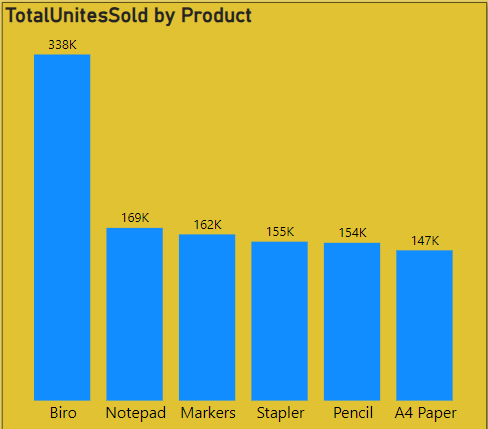 TotalUnitesSold by Product
338K
169K
162K
155K
154K
147K
Biro Notepad Markers Stapler Pencil A4 Paper